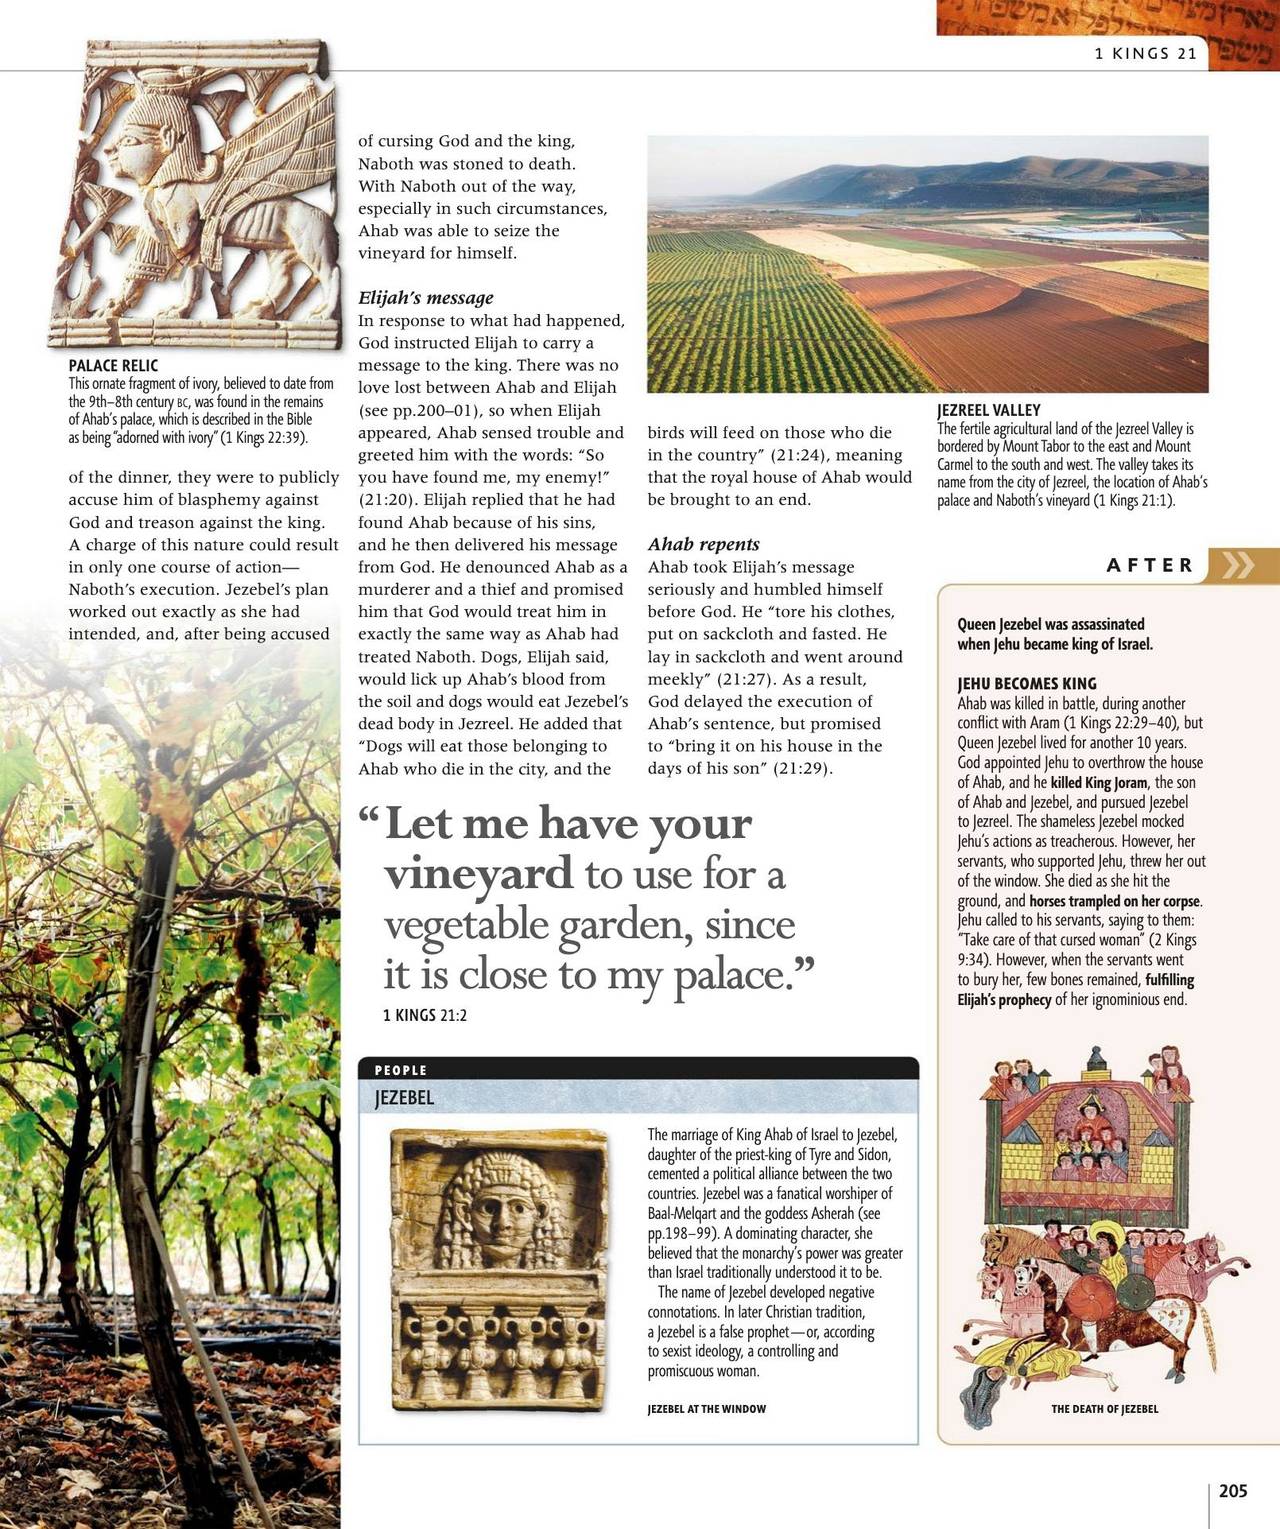 1 KINGS 21
PALACE RELIC
This ornate fragment of ivory, believed to date from
the 9th–8th century BC, was found in the remains
of Ahab's palace, which is described in the Bible
as being “adorned with ivory” (1 Kings 22:39).
of the dinner, they were to publicly
accuse him of blasphemy against
God and treason against the king.
A charge of this nature could result
in only one course of action—
Naboth's execution. Jezebel's plan
worked out exactly as she had
intended, and, after being accused
of cursing God and the king,
Naboth was stoned to death.
With Naboth out of the way,
especially in such circumstances,
Ahab was able to seize the
vineyard for himself.
Elijah's message
In response to what had happened,
God instructed Elijah to carry a
message to the king. There was no
love lost between Ahab and Elijah
(see pp.200–01), so when Elijah
appeared, Ahab sensed trouble and
greeted him with the words: “So
you have found me, my enemy!”
(21:20). Elijah replied that he had
found Ahab because of his sins,
and he then delivered his message
from God. He denounced Ahab as a
murderer and a thief and promised
him that God would treat him in
exactly the same way as Ahab had
treated Naboth. Dogs, Elijah said,
would lick up Ahab's blood from
the soil and dogs would eat Jezebel's
dead body in Jezreel. He added that
“Dogs will eat those belonging to
Ahab who die in the city, and the
birds will feed on those who die
in the country” (21:24), meaning
that the royal house of Ahab would
be brought to an end.
Ahab repents
Ahab took Elijah's message
seriously and humbled himself
before God. He “tore his clothes,
put on sackcloth and fasted. He
lay in sackcloth and went around
meekly” (21:27). As a result,
God delayed the execution of
Ahab's sentence, but promised
to “bring it on his house in the
days of his son” (21:29).
JEZREEL VALLEY
The fertile agricultural land of the Jezreel Valley is
bordered by Mount Tabor to the east and Mount
Carmel to the south and west. The valley takes its
name from the city of Jezreel, the location of Ahab's
palace and Naboth's vineyard (1 Kings 21:1).
“Let me have your
vineyard to use for a
vegetable garden, since
it is close to my palace.”
1 KINGS 21:2
PEOPLE
JEZEBEL
The marriage of King Ahab of Israel to Jezebel,
daughter of the priest-king of Tyre and Sidon,
cemented a political alliance between the two
countries. Jezebel was a fanatical worshiper of
Baal-Melqart and the goddess Asherah (see
pp.198–99). A dominating character, she
believed that the monarchy's power was greater
than Israel traditionally understood it to be.
The name of Jezebel developed negative
connotations. In later Christian tradition,
a Jezebel is a false prophet—or, according
to sexist ideology, a controlling and
promiscuous woman.
JEZEBEL AT THE WINDOW
AFTER
Queen Jezebel was assassinated
when Jehu became king of Israel.
JEHU BECOMES KING
Ahab was killed in battle, during another
conflict with Aram (1 Kings 22:29–40), but
Queen Jezebel lived for another 10 years.
God appointed Jehu to overthrow the house
of Ahab, and he killed King Joram, the son
of Ahab and Jezebel, and pursued Jezebel
to Jezreel. The shameless Jezebel mocked
Jehu's actions as treacherous. However, her
servants, who supported Jehu, threw her out
of the window. She died as she hit the
ground, and horses trampled on her corpse.
Jehu called to his servants, saying to them:
“Take care of that cursed woman” (2 Kings
9:34). However, when the servants went
to bury her, few bones remained, fulfilling
Elijah's prophecy of her ignominious end.
THE DEATH OF JEZEBEL
205